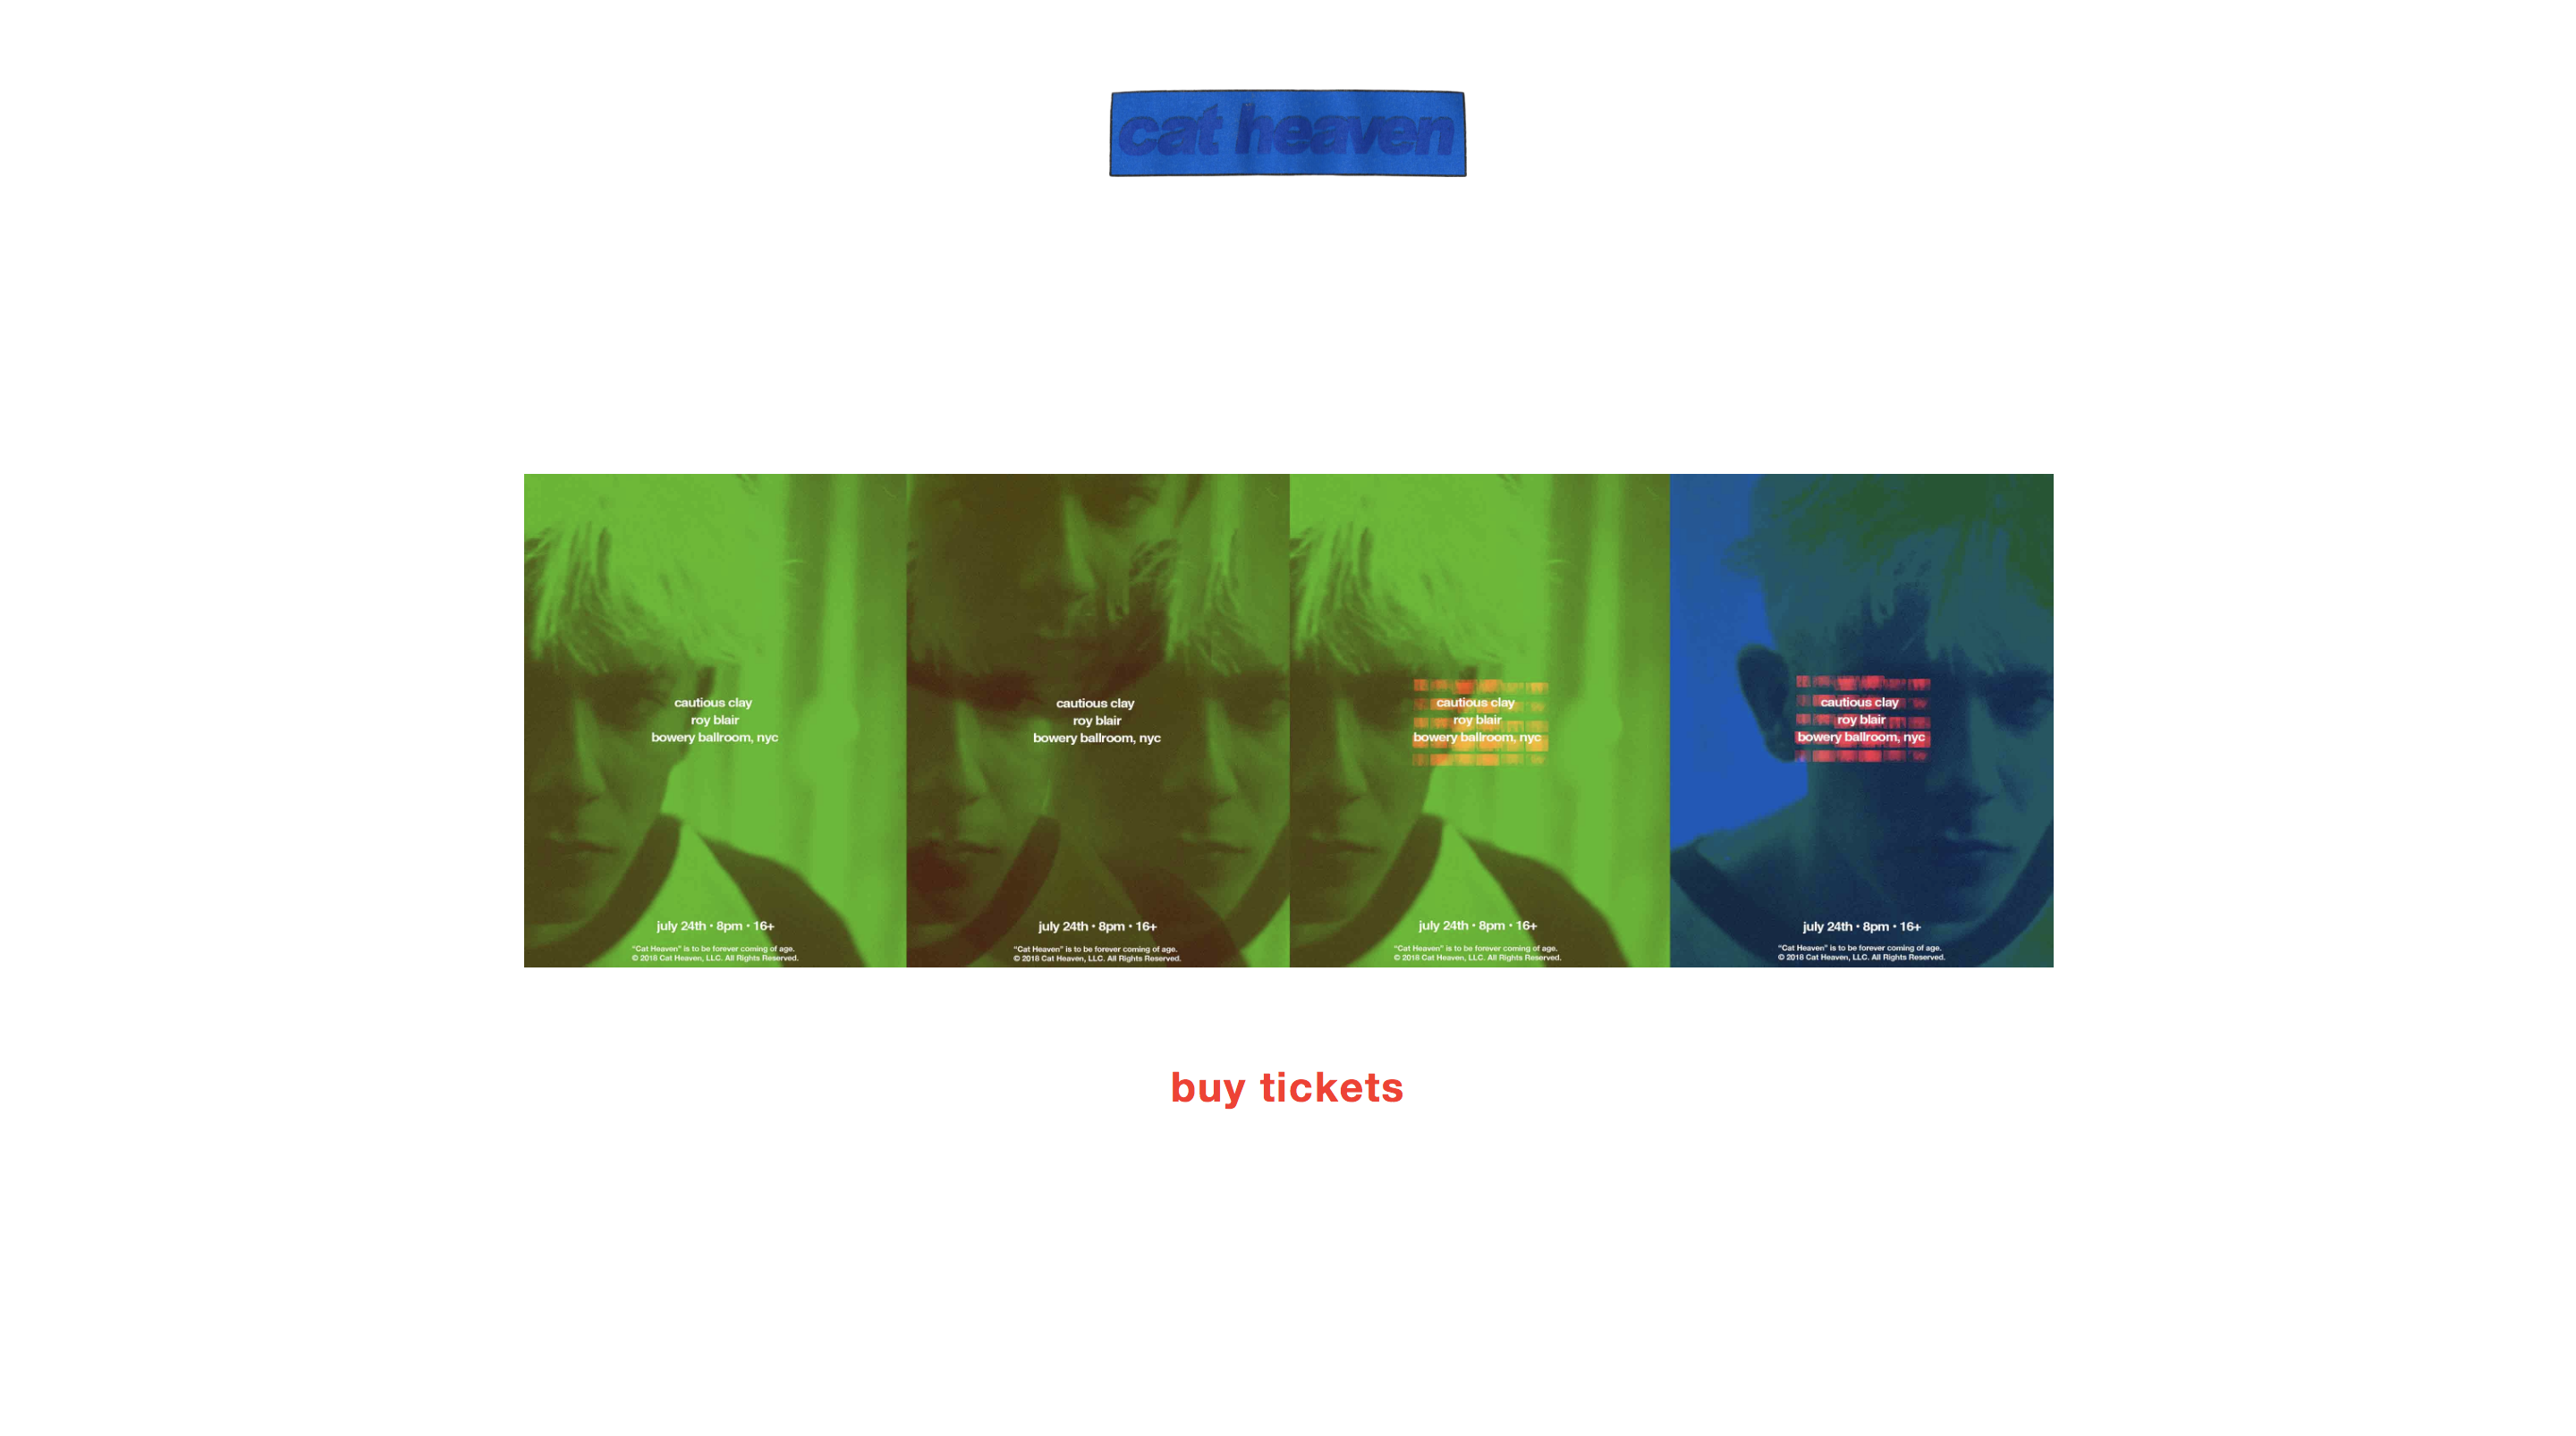 cat heaven
cautious clay
roy blair
bowery ballroom, nyc
july 24th • 8pm • 16+
“Cat Heaven” is to be forever coming of age.
© 2018 Cat Heaven, LLC. All Rights Reserved.
cautious clay
roy blair
bowery ballroom, nyc
july 24th • 8pm • 16+
“Cat Heaven” is to be forever coming of age.
© 2018 Cat Heaven, LLC. All Rights Reserved.
cautious clay
roy blair
bowery ballroom, nyc
july 24th • 8pm • 16+
“Cat Heaven” is to be forever coming of age.
© 2018 Cat Heaven, LLC. All Rights Reserved.
cautious clay
roy blair
bowery ballroom, nyc
july 24th • 8pm • 16+
“Cat Heaven” is to be forever coming of age.
© 2018 Cat Heaven, LLC. All Rights Reserved.
buy tickets